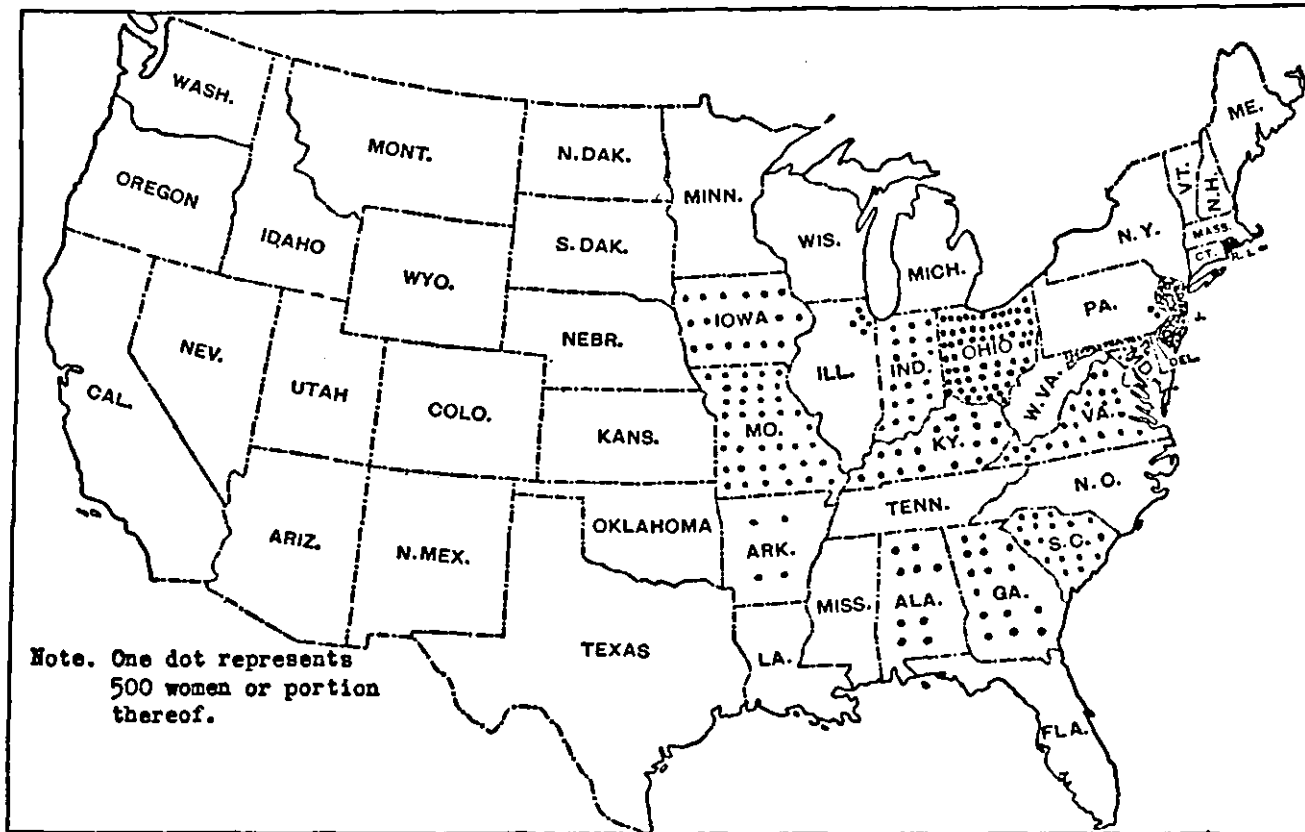 WASH.
MONT.
N.DAK.
MINN.
ME.
VT.
N.H.
OREGON
IDAHO
S.DAK.
WIS.
MICH.
N.Y.
MASS.
CT.
R.I.
WYO.
NEBR.
IOWA
PA.
NEV.
UTAH
COLO.
KANS.
ILL.
IND.
OHIO
W.VA.
MD.
DEL.
VA.
CAL.
MO.
KY.
ARIZ.
N.MEX.
OKLAHOMA
ARK.
TENN.
N.C.
S.C.
MISS.
ALA.
GA.
TEXAS
LA.
FLA.
Note. One dot represents
500 women or portion
thereof.